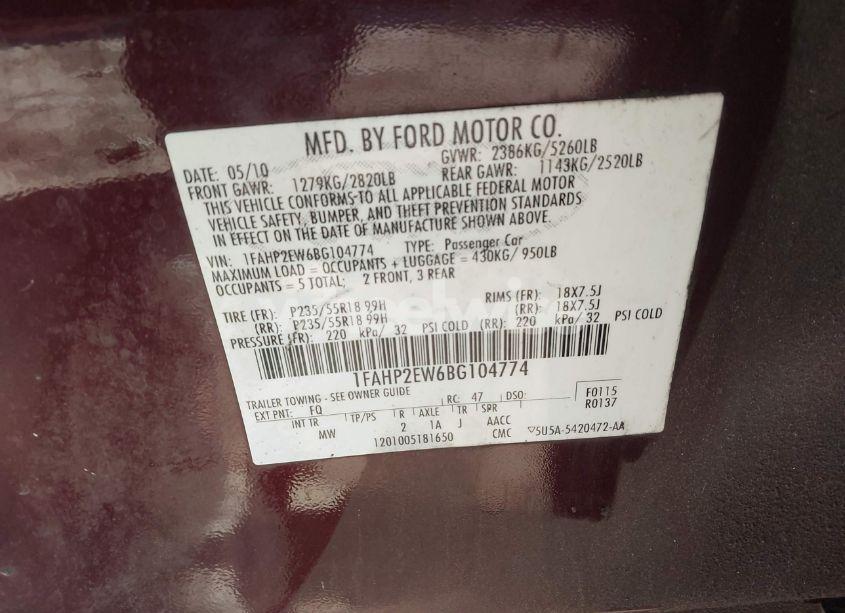 MFD. BY FORD MOTOR CO.
DATE: 05/10 GVWR: 2386KG/5260LB
FRONT GAWR: 1279KG/2820LB REAR GAWR: 1143KG/2520LB
THIS VEHICLE CONFORMS TO ALL APPLICABLE FEDERAL MOTOR
VEHICLE SAFETY, BUMPER, AND THEFT PREVENTION STANDARDS
IN EFFECT ON THE DATE OF MANUFACTURE SHOWN ABOVE.
VIN: 1FAHP2EW6BG104774 TYPE: Passenger Car
MAXIMUM LOAD = OCCUPANTS + LUGGAGE = 430KG/ 950LB
OCCUPANTS = 5 TOTAL; 2 FRONT, 3 REAR
TIRE (FR): P235/55R18 99H RIMS (FR): 18X7.5J
(RR): P235/55R18 99H (RR): 18X7.5J
PRESSURE (FR): 220 kPa/ 32 PSI COLD (RR): 220 kPa/ 32 PSI COLD
1FAHP2EW6BG104774
TRAILER TOWING - SEE OWNER GUIDE
EXT PNT: FQ RC: 47 DSO: F0115
R0137
INT TR TP/PS R AXLE TR SPR
MW 2 1A J AACC
1201005181650 CMC ▽5U5A-5420472-AA